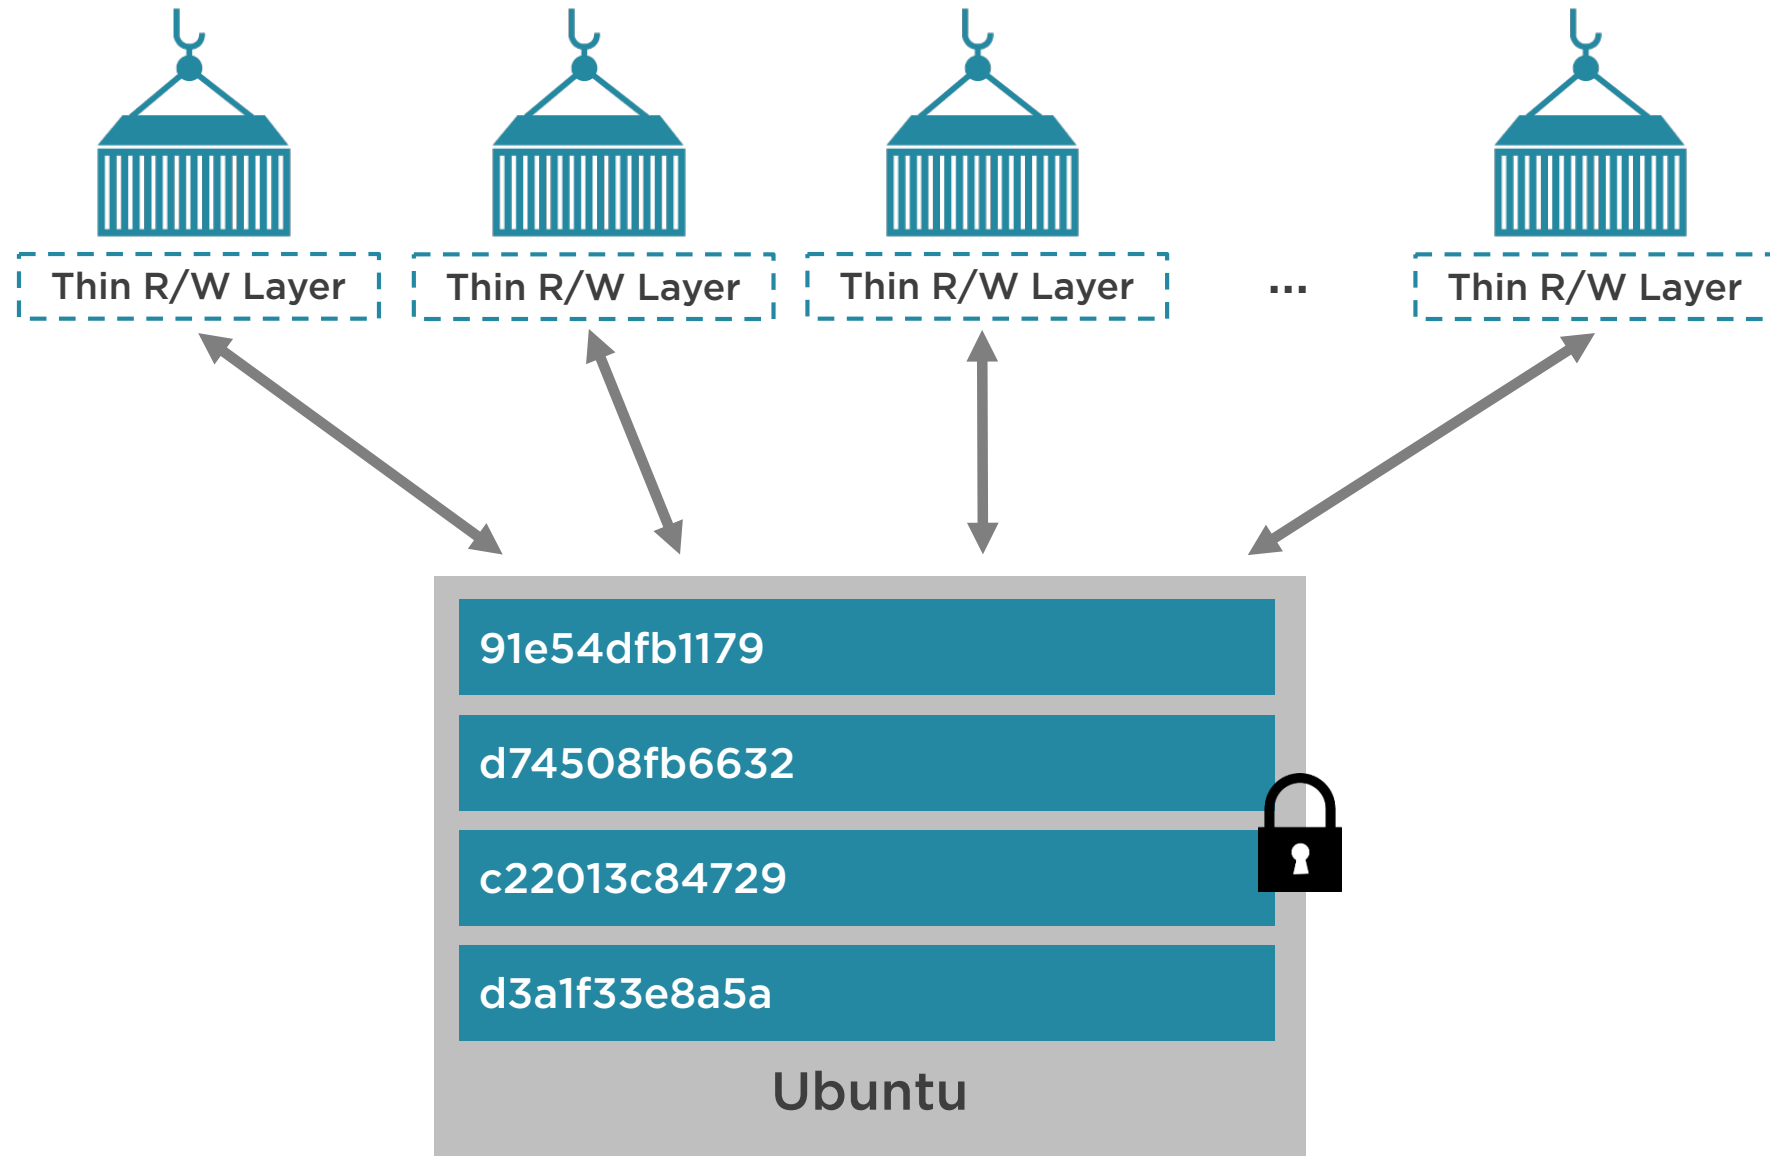 Thin R/W Layer
Thin R/W Layer
Thin R/W Layer
...
Thin R/W Layer
91e54dfb1179
d74508fb6632
c22013c84729
d3a1f33e8a5a
Ubuntu